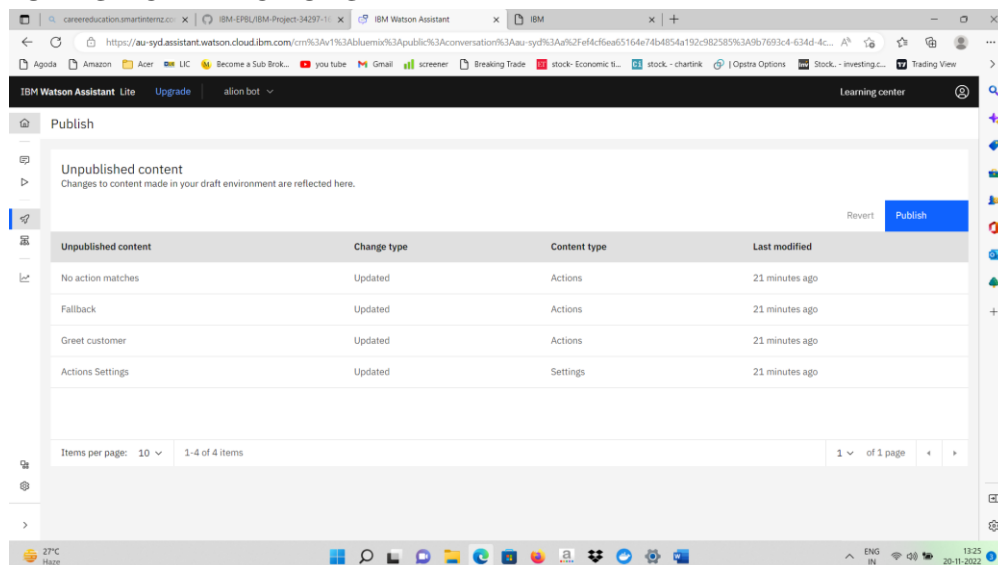 careereducation.smartinternz.co
IBM-EPBL/IBM-Project-34297-1
IBM Watson Assistant
IBM
https://au-syd.assistant.watson.cloud.ibm.com/crn%3Av1%3Abluemix%3Apublic%3Aconversation%3Aau-syd%3Aa%2Fef4cf6ea65164e74b4854a192c982585%3A9b7693c4-634d-4c...
Agoda Amazon Acer LIC Become a Sub Brok... you tube Gmail screener Breaking Trade stock- Economic ti... stock. - chartink | Opstra Options Stock.. - investing.c... Trading View
IBM Watson Assistant Lite Upgrade alion bot Learning center
Publish
Unpublished content
Changes to content made in your draft environment are reflected here.
Revert Publish
Unpublished content Change type Content type Last modified
No action matches Updated Actions 21 minutes ago
Fallback Updated Actions 21 minutes ago
Greet customer Updated Actions 21 minutes ago
Actions Settings Updated Settings 21 minutes ago
Items per page: 10 1-4 of 4 items 1 of 1 page
27°C
Haze
ENG
IN
13:25
20-11-2022
3